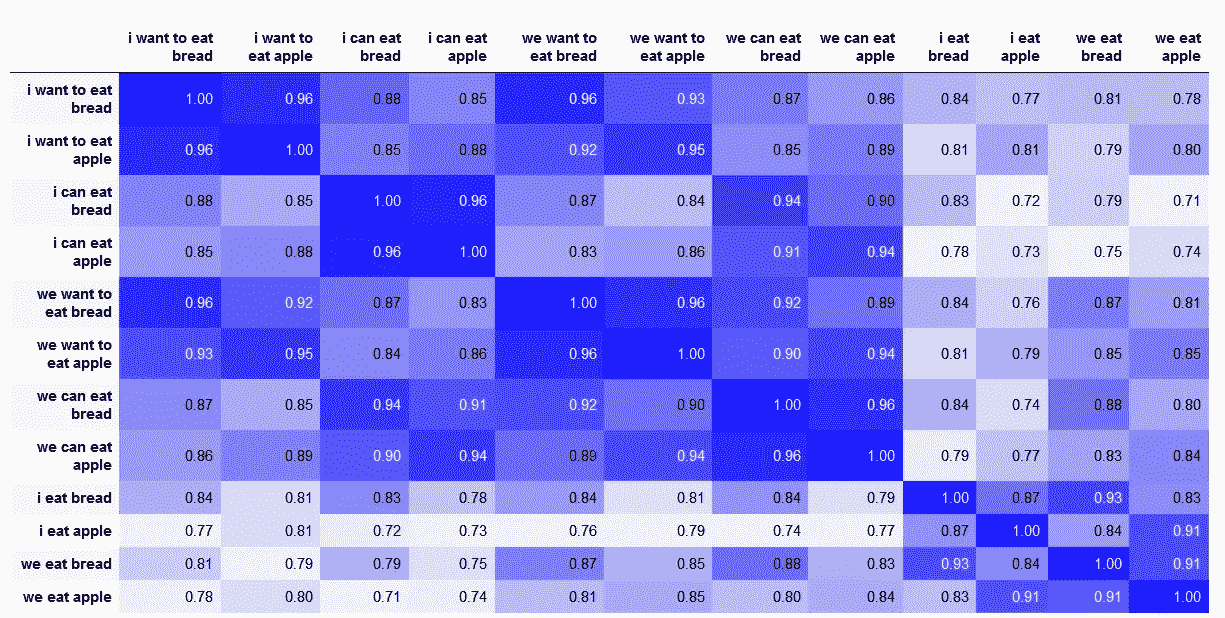 i want to eat bread i want to eat apple i can eat bread i can eat apple we want to eat bread we want to eat apple we can eat bread we can eat apple i eat bread i eat apple we eat bread we eat apple
i want to eat bread 1.00 0.96 0.88 0.85 0.96 0.93 0.87 0.86 0.84 0.77 0.81 0.78
i want to eat apple 0.96 1.00 0.85 0.88 0.92 0.95 0.85 0.89 0.81 0.81 0.79 0.80
i can eat bread 0.88 0.85 1.00 0.96 0.87 0.84 0.94 0.90 0.83 0.72 0.79 0.71
i can eat apple 0.85 0.88 0.96 1.00 0.83 0.86 0.91 0.94 0.78 0.73 0.75 0.74
we want to eat bread 0.96 0.92 0.87 0.83 1.00 0.96 0.92 0.89 0.84 0.76 0.87 0.81
we want to eat apple 0.93 0.95 0.84 0.86 0.96 1.00 0.90 0.94 0.81 0.79 0.85 0.85
we can eat bread 0.87 0.85 0.94 0.91 0.92 0.90 1.00 0.96 0.84 0.74 0.88 0.80
we can eat apple 0.86 0.89 0.90 0.94 0.89 0.94 0.96 1.00 0.79 0.77 0.83 0.84
i eat bread 0.84 0.81 0.83 0.78 0.84 0.81 0.84 0.79 1.00 0.87 0.93 0.83
i eat apple 0.77 0.81 0.72 0.73 0.76 0.79 0.74 0.77 0.87 1.00 0.84 0.91
we eat bread 0.81 0.79 0.79 0.75 0.87 0.85 0.88 0.83 0.93 0.84 1.00 0.91
we eat apple 0.78 0.80 0.71 0.74 0.81 0.85 0.80 0.84 0.83 0.91 0.91 1.00